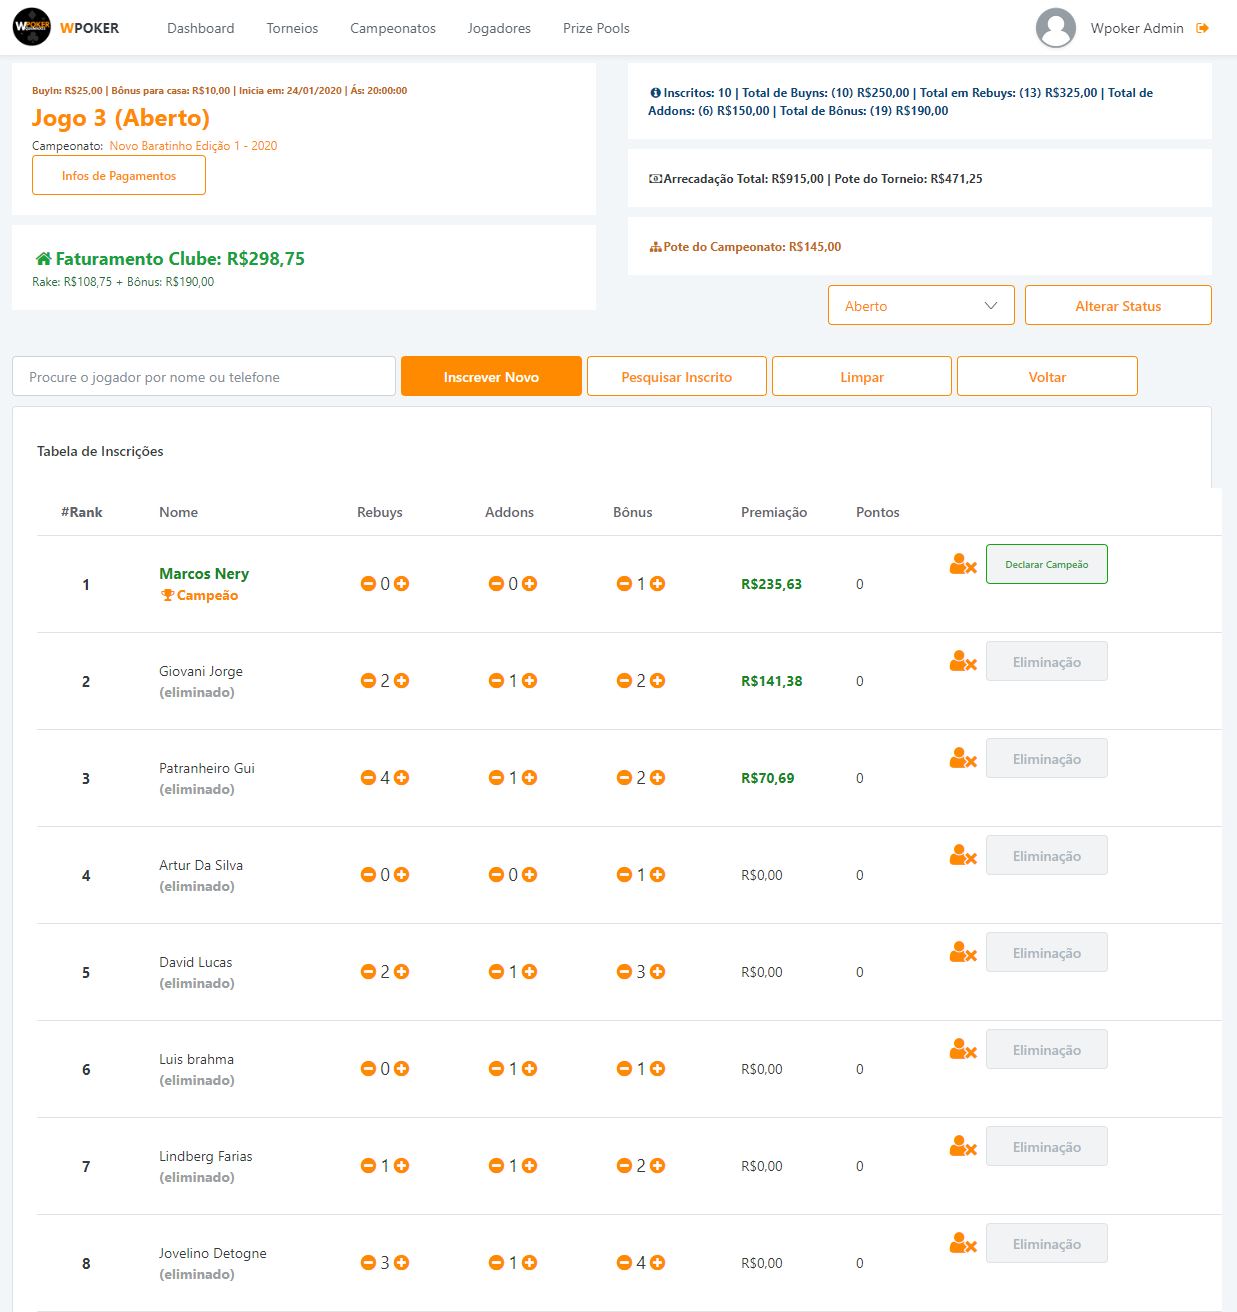 WPOKER
Dashboard
Torneios
Campeonatos
Jogadores
Prize Pools
Wpoker Admin
BuyIn: R$25,00 | Bônus para casa: R$10,00 | Inicia em: 24/01/2020 | Ás: 20:00:00
Jogo 3 (Aberto)
Campeonato: Novo Baratinho Edição 1 - 2020
Infos de Pagamentos
Faturamento Clube: R$298,75
Rake: R$108,75 + Bônus: R$190,00
Inscritos: 10 | Total de Buyns: (10) R$250,00 | Total em Rebuys: (13) R$325,00 | Total de
Addons: (6) R$150,00 | Total de Bônus: (19) R$190,00
Arrecadação Total: R$915,00 | Pote do Torneio: R$471,25
Pote do Campeonato: R$145,00
Aberto
Alterar Status
Procure o jogador por nome ou telefone
Inscrever Novo
Pesquisar Inscrito
Limpar
Voltar
Tabela de Inscrições
#Rank Nome Rebuys Addons Bônus Premiação Pontos
1 Marcos Nery 0 0 1 R$235,63 0 Declarar Campeão
Campeão
2 Giovani Jorge 2 1 2 R$141,38 0 Eliminação
(eliminado)
3 Patranheiro Gui 4 1 2 R$70,69 0 Eliminação
(eliminado)
4 Artur Da Silva 0 0 1 R$0,00 0 Eliminação
(eliminado)
5 David Lucas 2 1 3 R$0,00 0 Eliminação
(eliminado)
6 Luis brahma 0 1 1 R$0,00 0 Eliminação
(eliminado)
7 Lindberg Farias 1 1 2 R$0,00 0 Eliminação
(eliminado)
8 Jovelino Detogne 3 1 4 R$0,00 0 Eliminação
(eliminado)